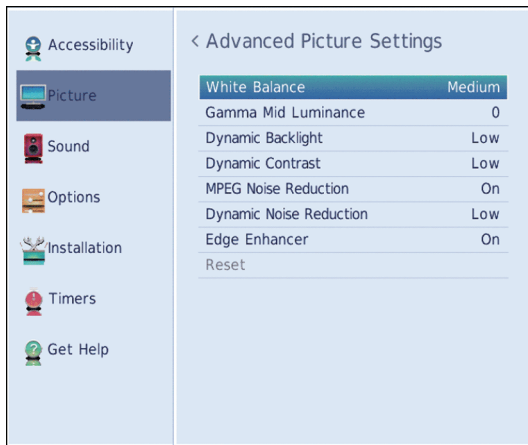 Accessibility
Picture
Sound
Options
Installation
Timers
Get Help
< Advanced Picture Settings
White Balance Medium
Gamma Mid Luminance 0
Dynamic Backlight Low
Dynamic Contrast Low
MPEG Noise Reduction On
Dynamic Noise Reduction Low
Edge Enhancer On
Reset